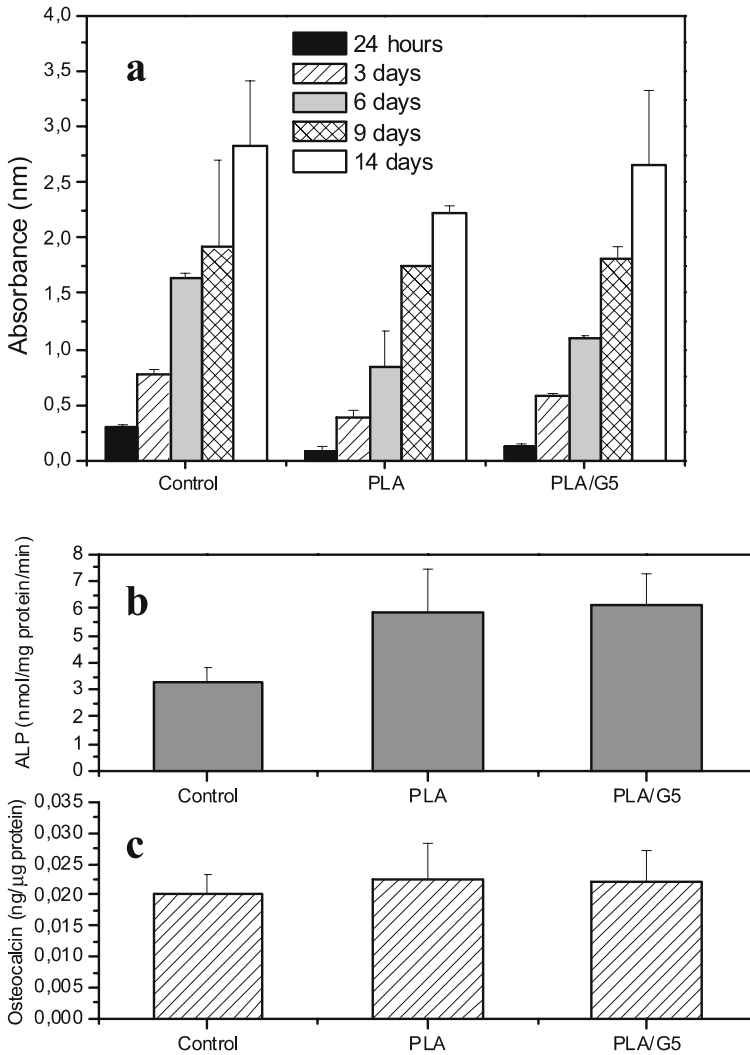 a
24 hours
3 days
6 days
9 days
14 days
Absorbance (nm)
4,0
3,5
3,0
2,5
2,0
1,5
1,0
0,5
0,0
Control
PLA
PLA/G5
b
ALP (nmol/mg protein/min)
8
7
6
5
4
3
2
1
0
Control
PLA
PLA/G5
c
Osteocalcin (ng/μg protein)
0,035
0,030
0,025
0,020
0,015
0,010
0,005
0,000
Control
PLA
PLA/G5